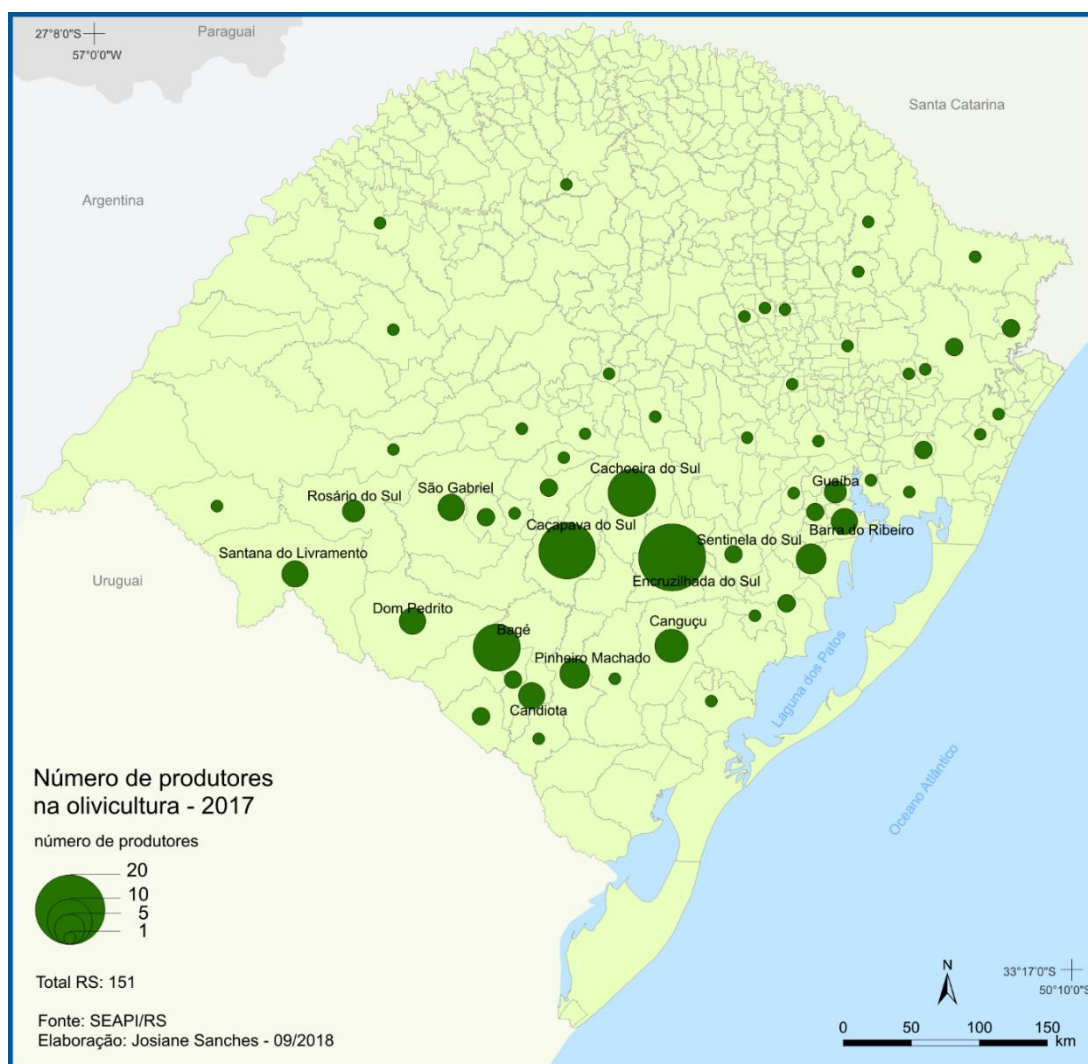 27°8'0"S
57°0'0"W
Paraguai
Santa Catarina
Argentina
Cachoeira do Sul
São Gabriel
Guaíba
Rosário do Sul
Caçapava do Sul
Barra do Ribeiro
Sentinela do Sul
Santana do Livramento
Encruzilhada do Sul
Uruguai
Dom Pedrito
Canguçu
Bagé
Pinheiro Machado
Candiota
Laguna dos Patos
Oceano Atlântico
Número de produtores
na olivicultura - 2017
número de produtores
20
10
5
1
Total RS: 151
Fonte: SEAPI/RS
Elaboração: Josiane Sanches - 09/2018
N
33°17'0"S
50°10'0"S
0 50 100 150
km